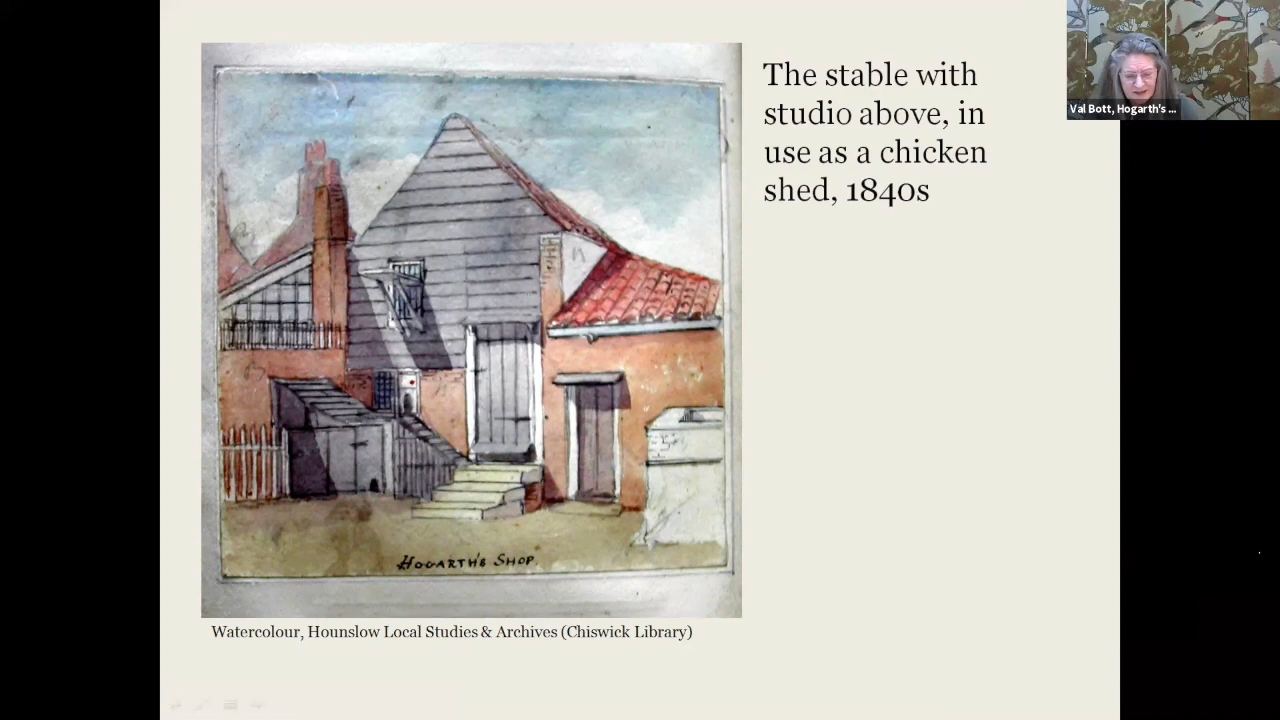 The stable with
studio above, in
use as a chicken
shed, 1840s
Val Bott, Hogarth's ...
HOGARTH'S SHOP.
Watercolour, Hounslow Local Studies & Archives (Chiswick Library)